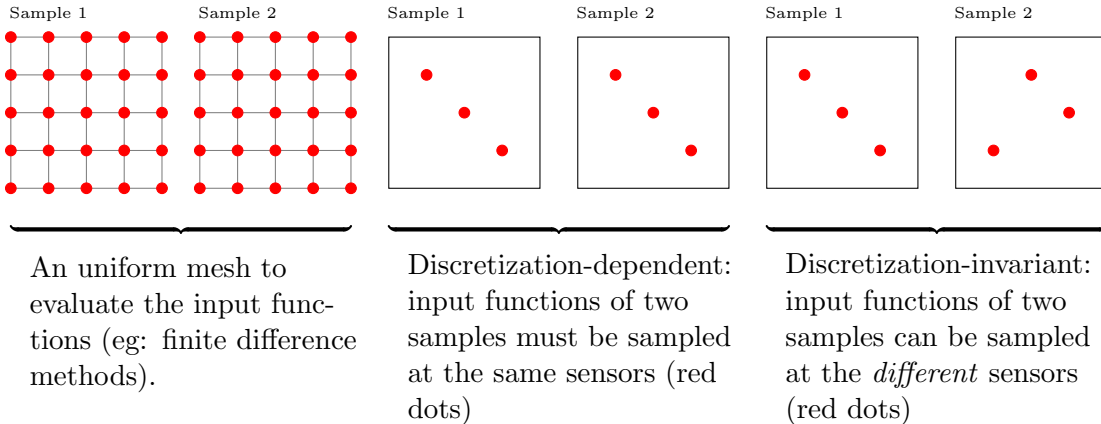 Sample 1
Sample 2
Sample 1
Sample 2
Sample 1
Sample 2
An uniform mesh to
evaluate the input func-
tions (eg: finite difference
methods).
Discretization-dependent:
input functions of two
samples must be sampled
at the same sensors (red
dots)
Discretization-invariant:
input functions of two
samples can be sampled
at the different sensors
(red dots)